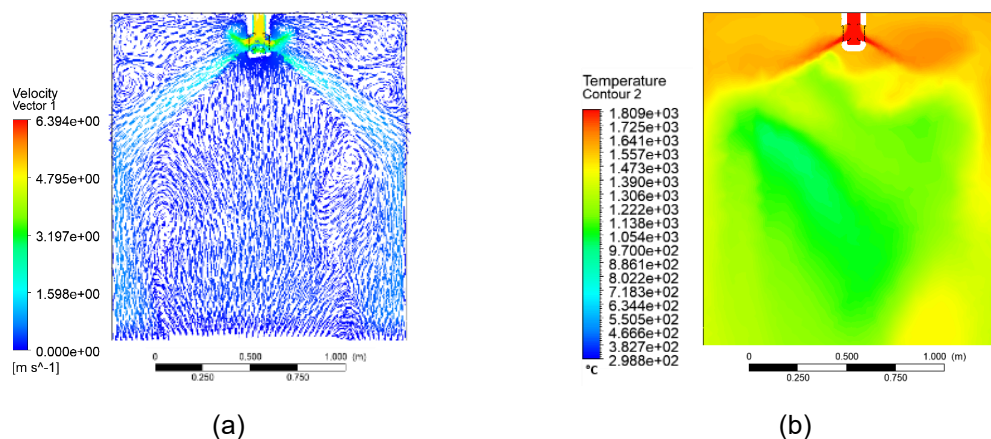 Velocity
Vector 1
6.394e+00
4.795e+00
3.197e+00
1.598e+00
0.000e+00
[m s^-1]
0 0.500 1.000 (m)
0.250 0.750
(a)
Temperature
Contour 2
1.809e+03
1.725e+03
1.641e+03
1.557e+03
1.473e+03
1.390e+03
1.306e+03
1.222e+03
1.138e+03
1.054e+03
9.700e+02
8.861e+02
8.022e+02
7.183e+02
6.344e+02
5.505e+02
4.666e+02
3.827e+02
2.988e+02
°C
0 0.500 1.000 (m)
0.250 0.750
(b)